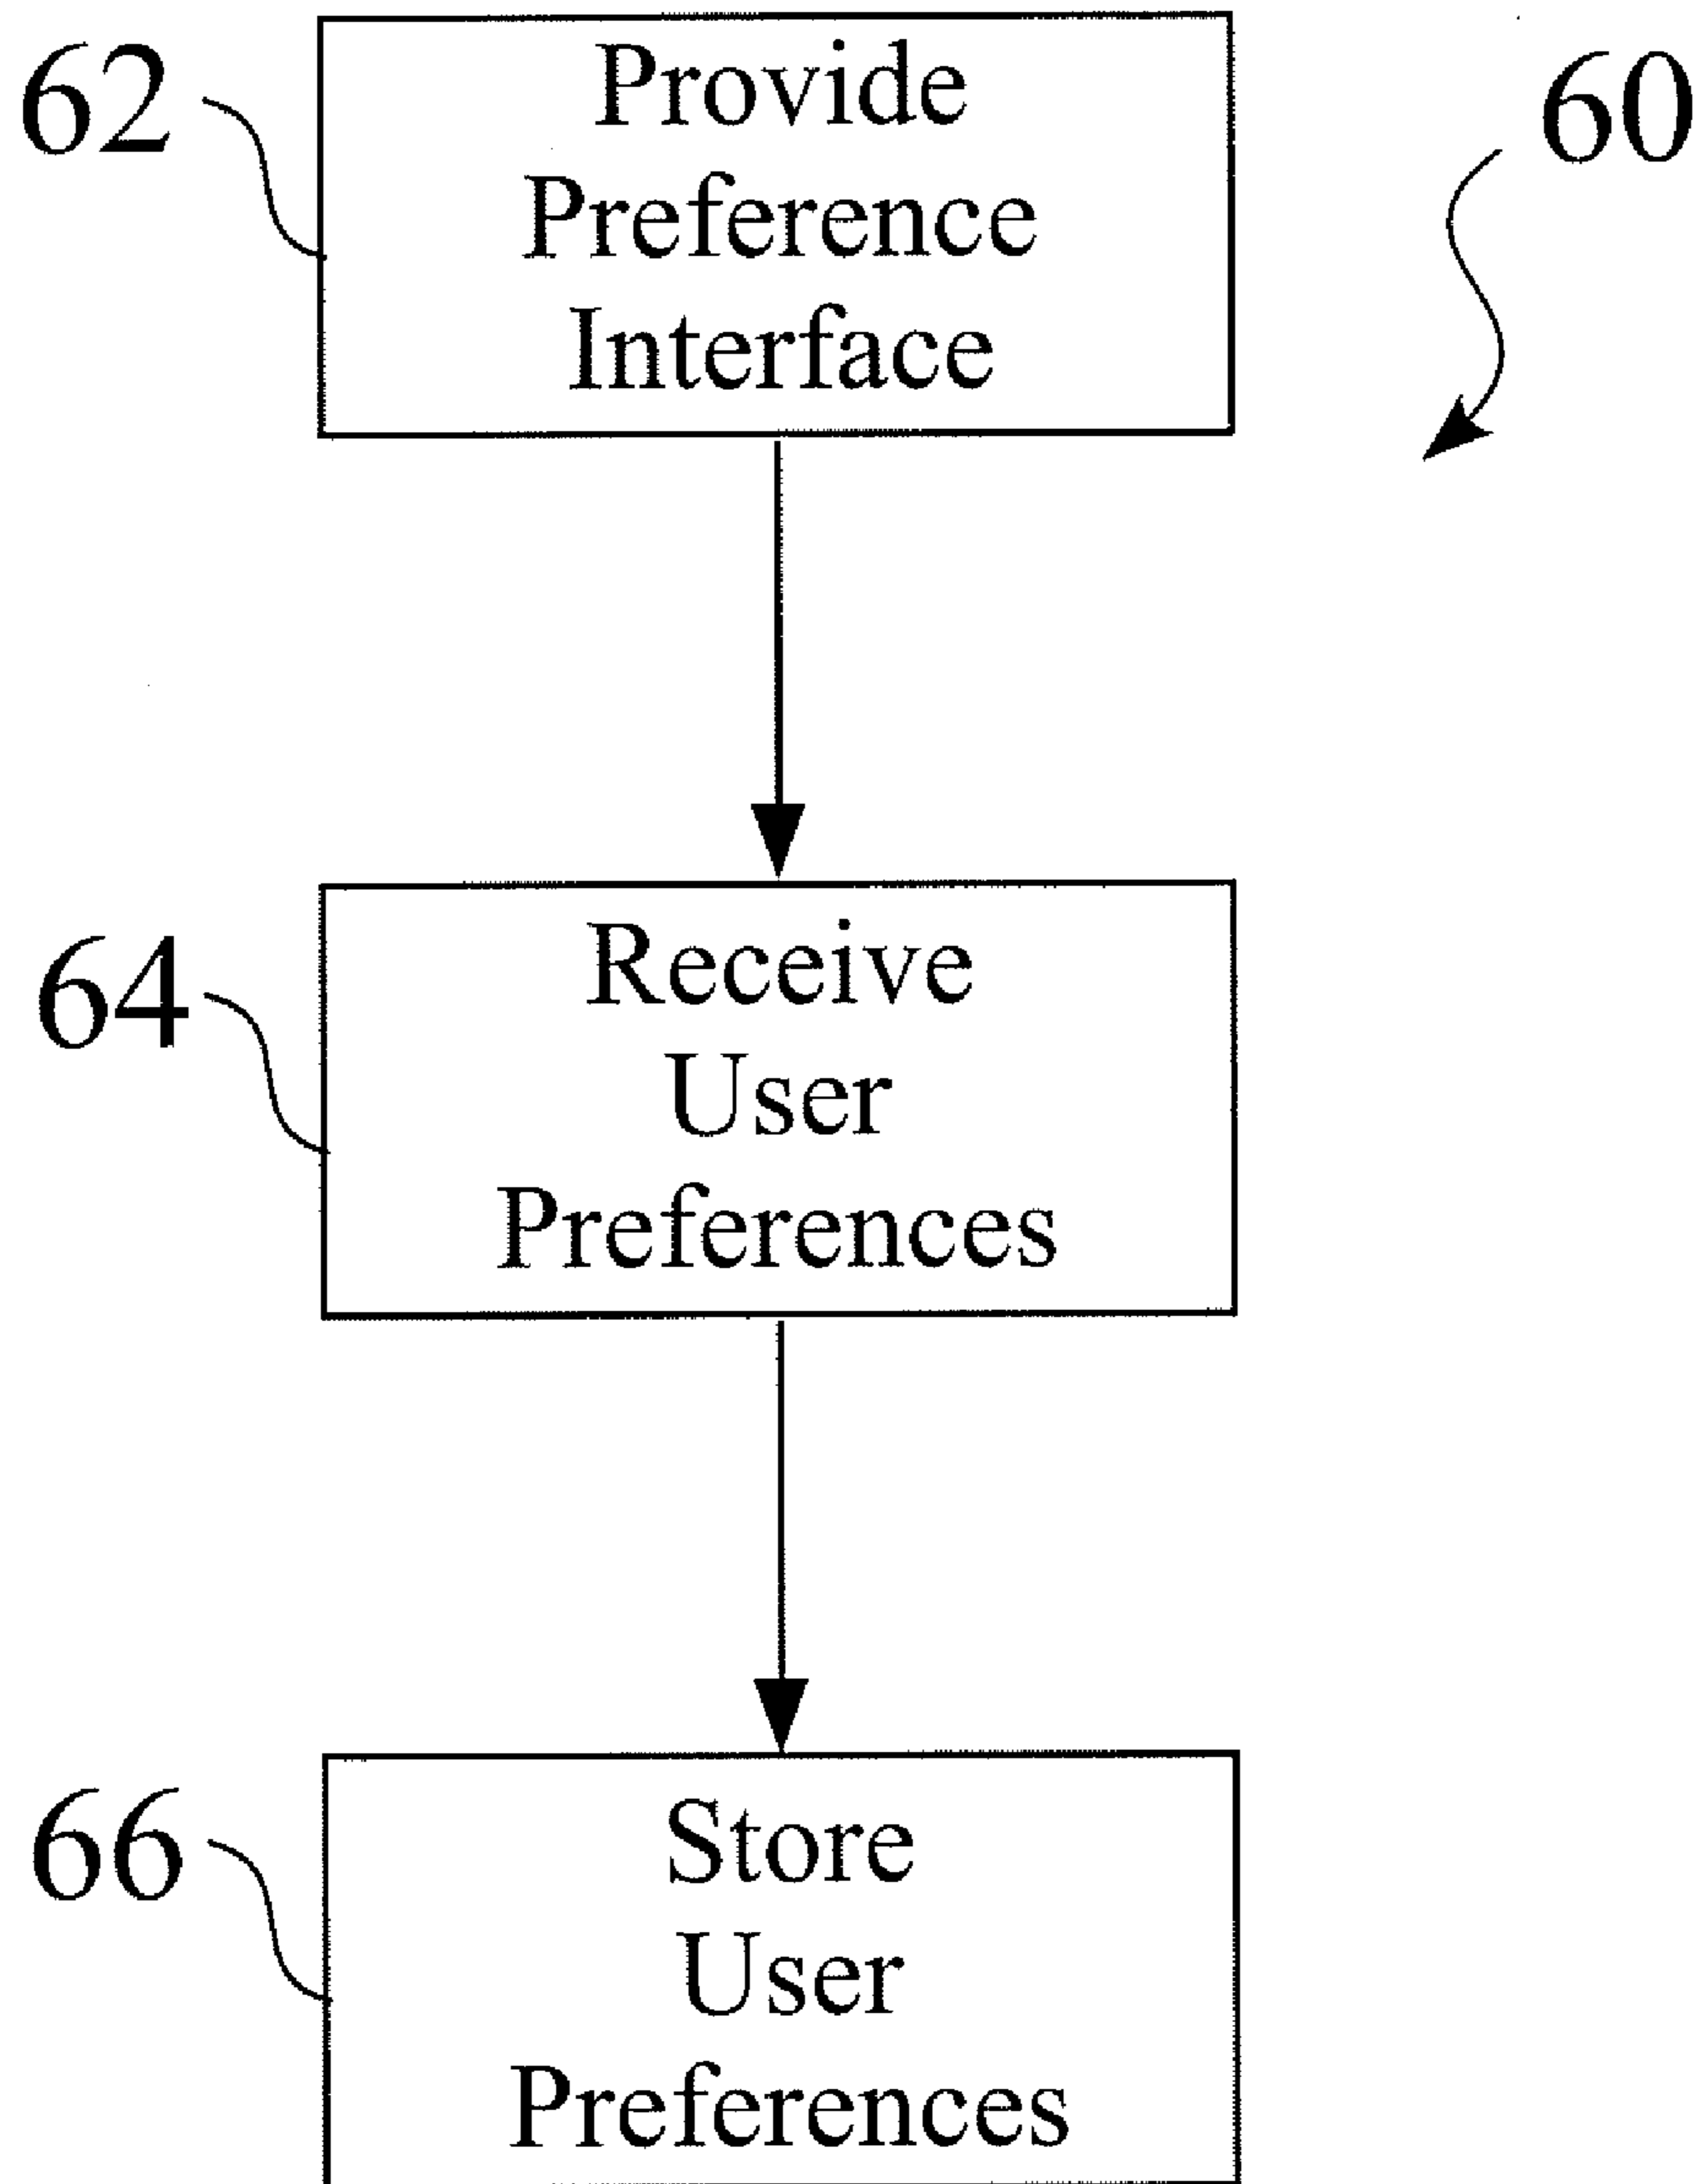 62
Provide
Preference
Interface
60
64
Receive
User
Preferences
66
Store
User
Preferences